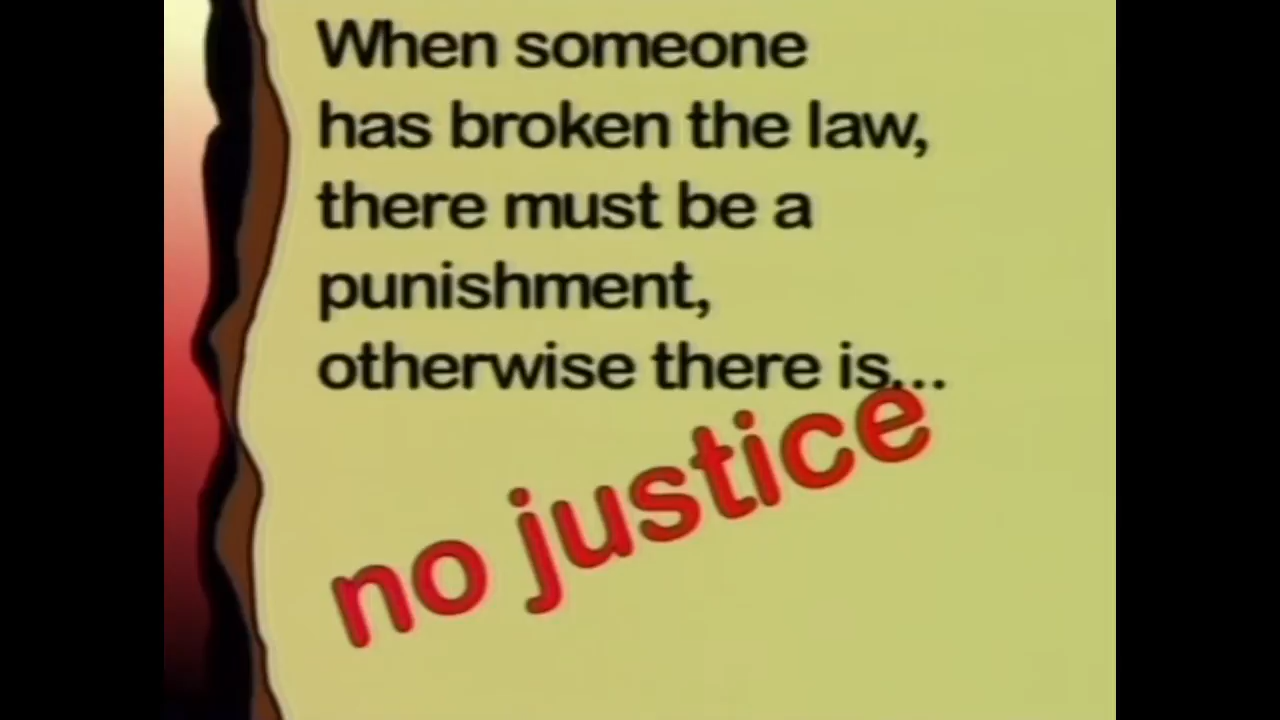 When someone
has broken the law,
there must be a
punishment,
otherwise there is...
no justice